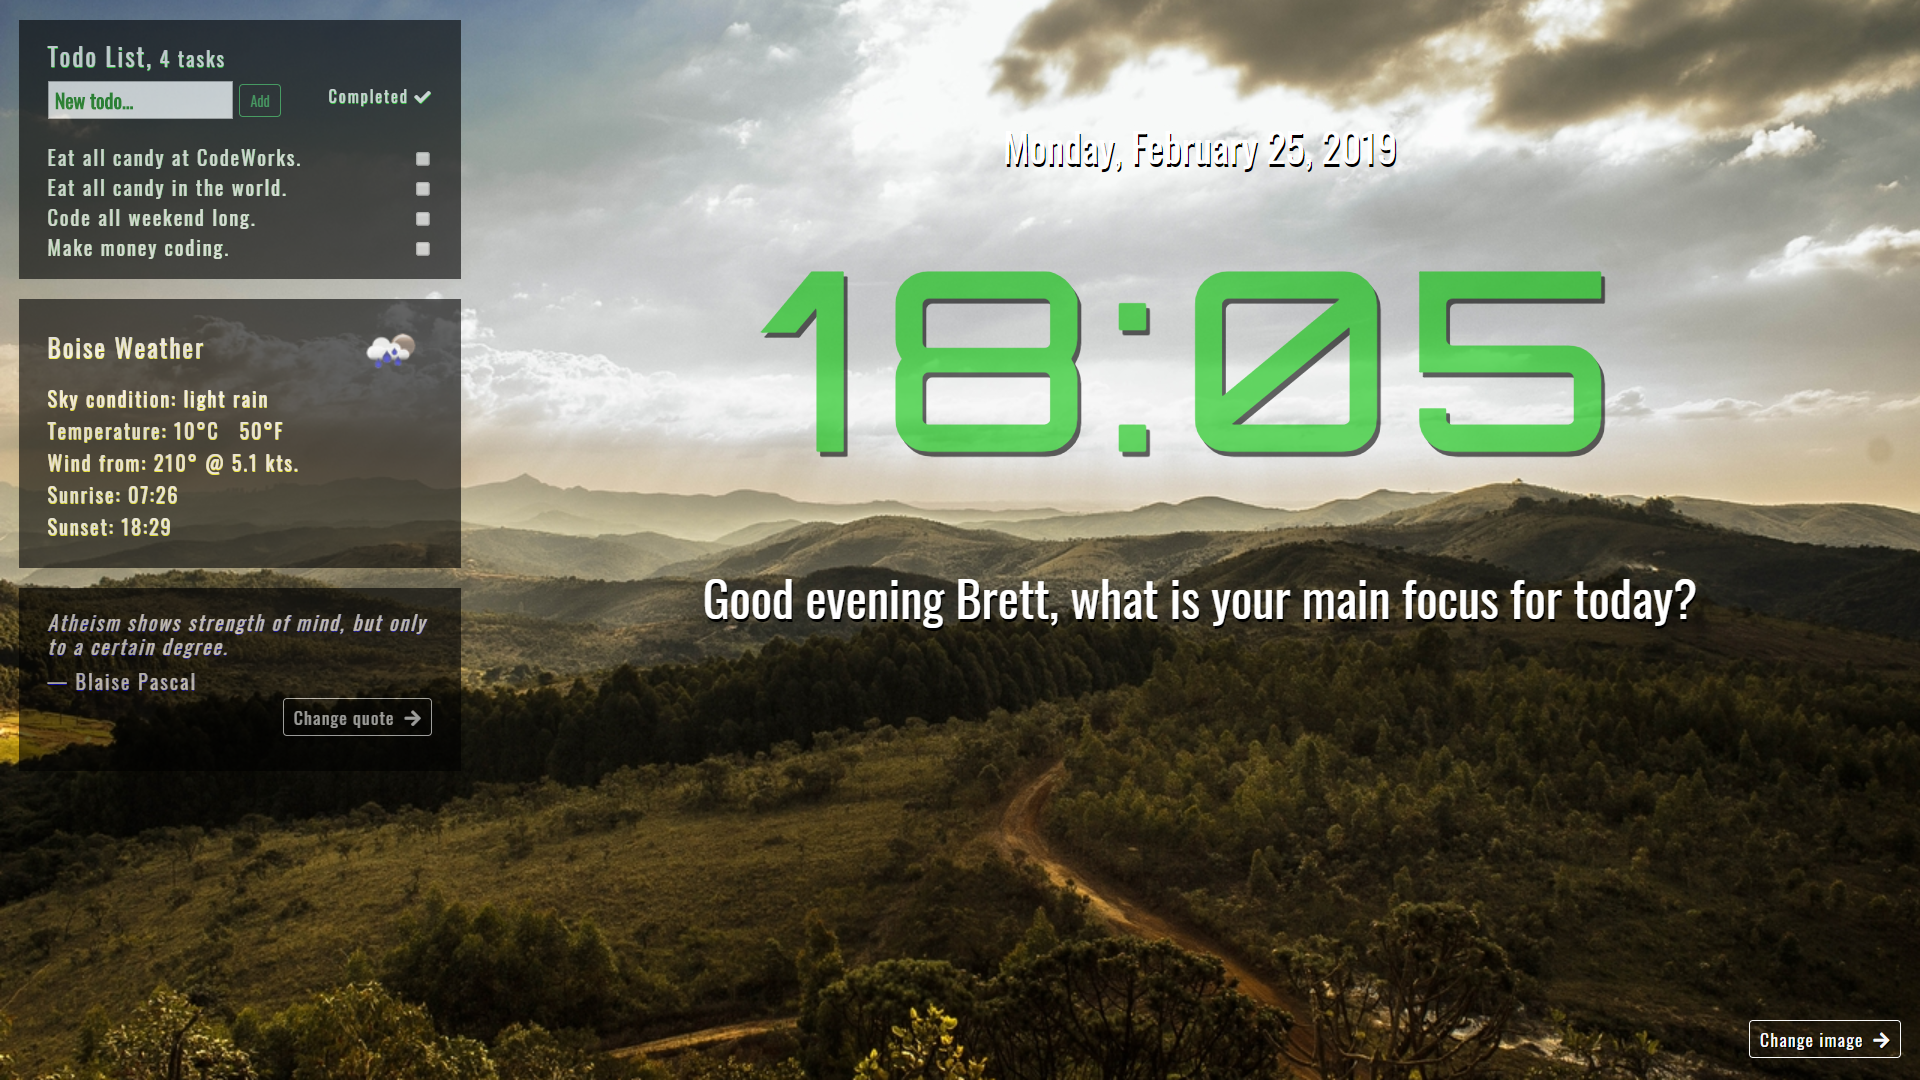 Todo List, 4 tasks
New todo...
Add
Completed
Eat all candy at CodeWorks.
Eat all candy in the world.
Code all weekend long.
Make money coding.
Boise Weather
Sky condition: light rain
Temperature: 10°C 50°F
Wind from: 210° @ 5.1 kts.
Sunrise: 07:26
Sunset: 18:29
Atheism shows strength of mind, but only
to a certain degree.
— Blaise Pascal
Change quote
Monday, February 25, 2019
18:05
Good evening Brett, what is your main focus for today?
Change image